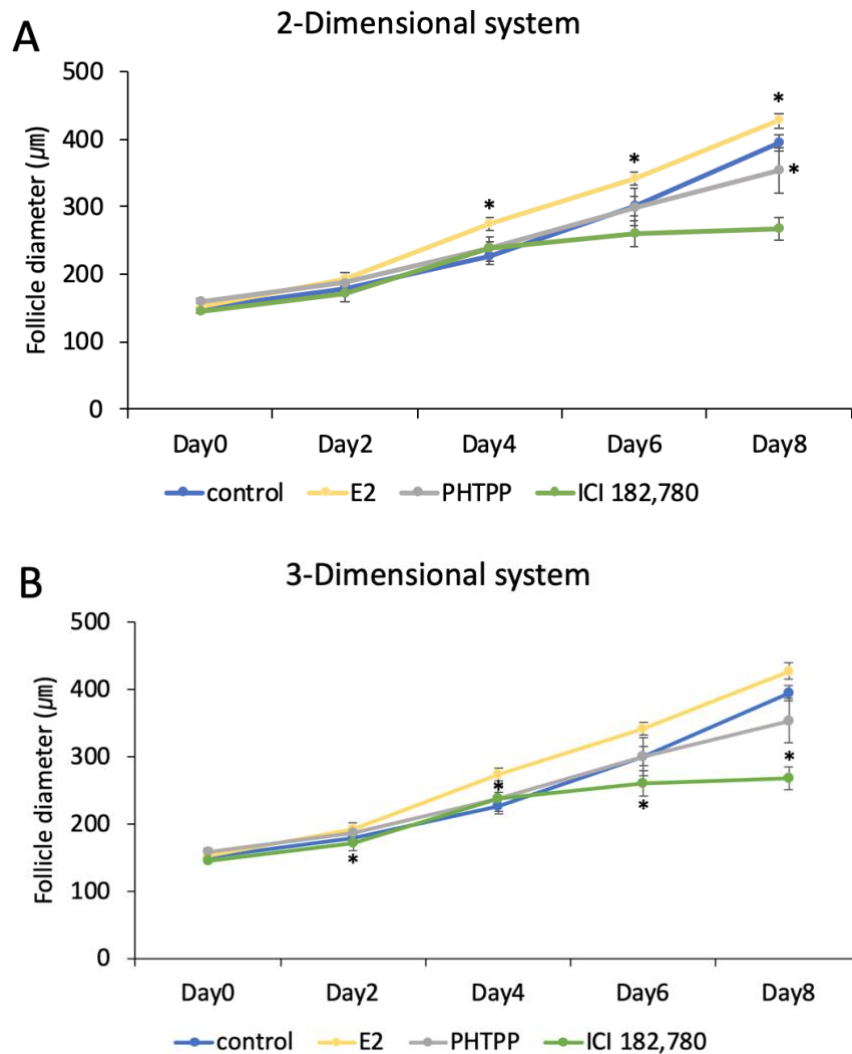 A
2-Dimensional system
Follicle diameter (㎛)
500
400
300
200
100
0
*
*
*
*
Day0 Day2 Day4 Day6 Day8
control E2 PHTPP ICI 182,780
B
3-Dimensional system
Follicle diameter (㎛)
500
400
300
200
100
0
*
*
*
*
Day0 Day2 Day4 Day6 Day8
control E2 PHTPP ICI 182,780